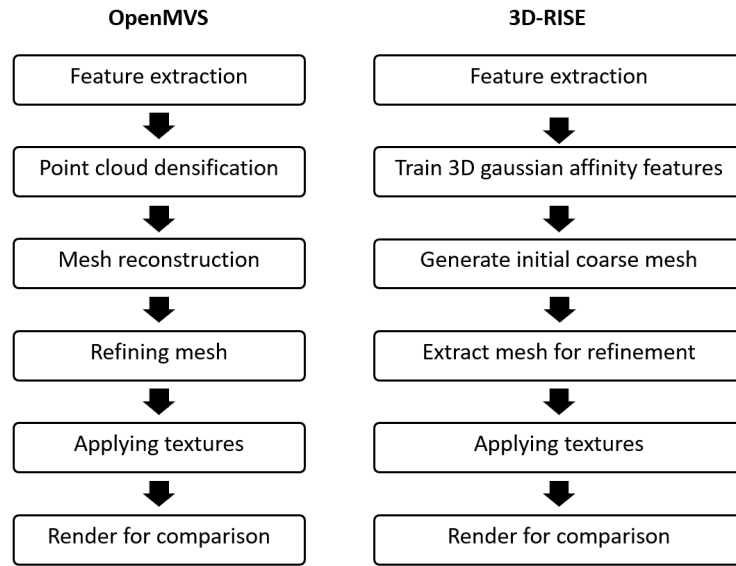 OpenMVS
Feature extraction
Point cloud densification
Mesh reconstruction
Refining mesh
Applying textures
Render for comparison
3D-RISE
Feature extraction
Train 3D gaussian affinity features
Generate initial coarse mesh
Extract mesh for refinement
Applying textures
Render for comparison